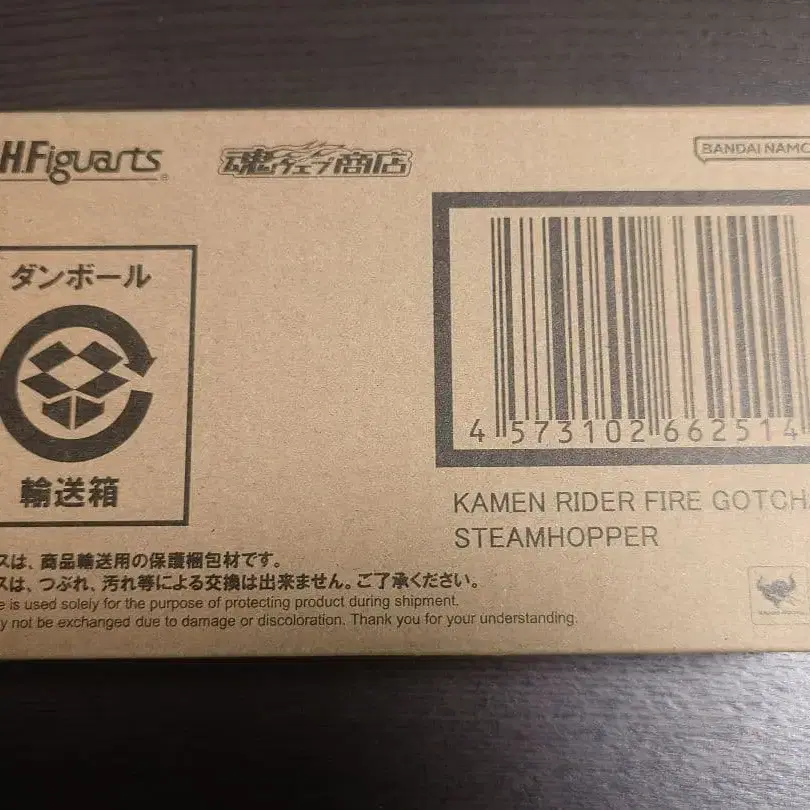 H.Figuarts
魂ウェブ商店
BANDAI NAMC
ダンボール
輸送箱
4 573102 662514
KAMEN RIDER FIRE GOTCH
STEAMHOPPER
スは、商品輸送用の保護梱包材です。
スは、つぶれ、汚れ等による交換は出来ません。ご了承ください。
e is used solely for the purpose of protecting product during shipment.
y not be exchanged due to damage or discoloration. Thank you for your understanding.